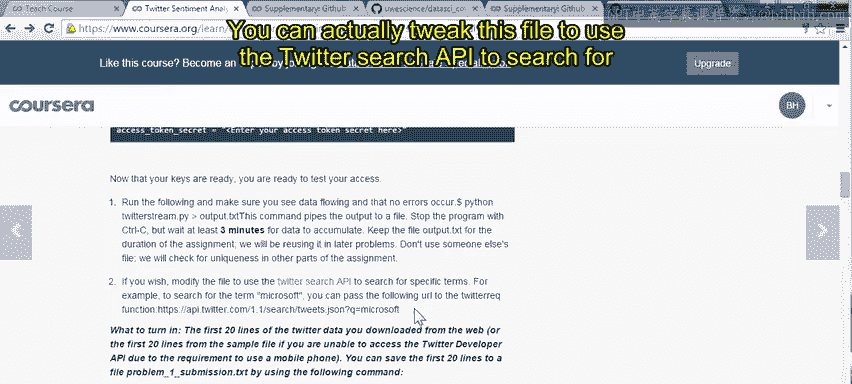 Teach Course
Twitter Sentiment Anal
Supplementary: Github
uwescience/datasci_co
Supplementary: Github
You can actually tweak this file to use
the Twitter search API to search for
https://www.coursera.org/learn/
Like this course? Become an
Upgrade
coursera
BH
access_token_secret = "<Enter your access token secret here>"
Now that your keys are ready, you are ready to test your access.
1. Run the following and make sure you see data flowing and that no errors occur.$ python
twitterstream.py > output.txtThis command pipes the output to a file. Stop the program with
Ctrl-C, but wait at least 3 minutes for data to accumulate. Keep the file output.txt for the
duration of the assignment; we will be reusing it in later problems. Don't use someone else's
file; we will check for uniqueness in other parts of the assignment.
2. If you wish, modify the file to use the twitter search API to search for specific terms. For
example, to search for the term "microsoft", you can pass the following url to the twitterreq
function:https://api.twitter.com/1.1/search/tweets.json?q=microsoft
What to turn in: The first 20 lines of the twitter data you downloaded from the web (or
the first 20 lines from the sample file if you are unable to access the Twitter Developer
API due to the requirement to use a mobile phone). You can save the first 20 lines to a
file problem_1_submission.txt by using the following command: